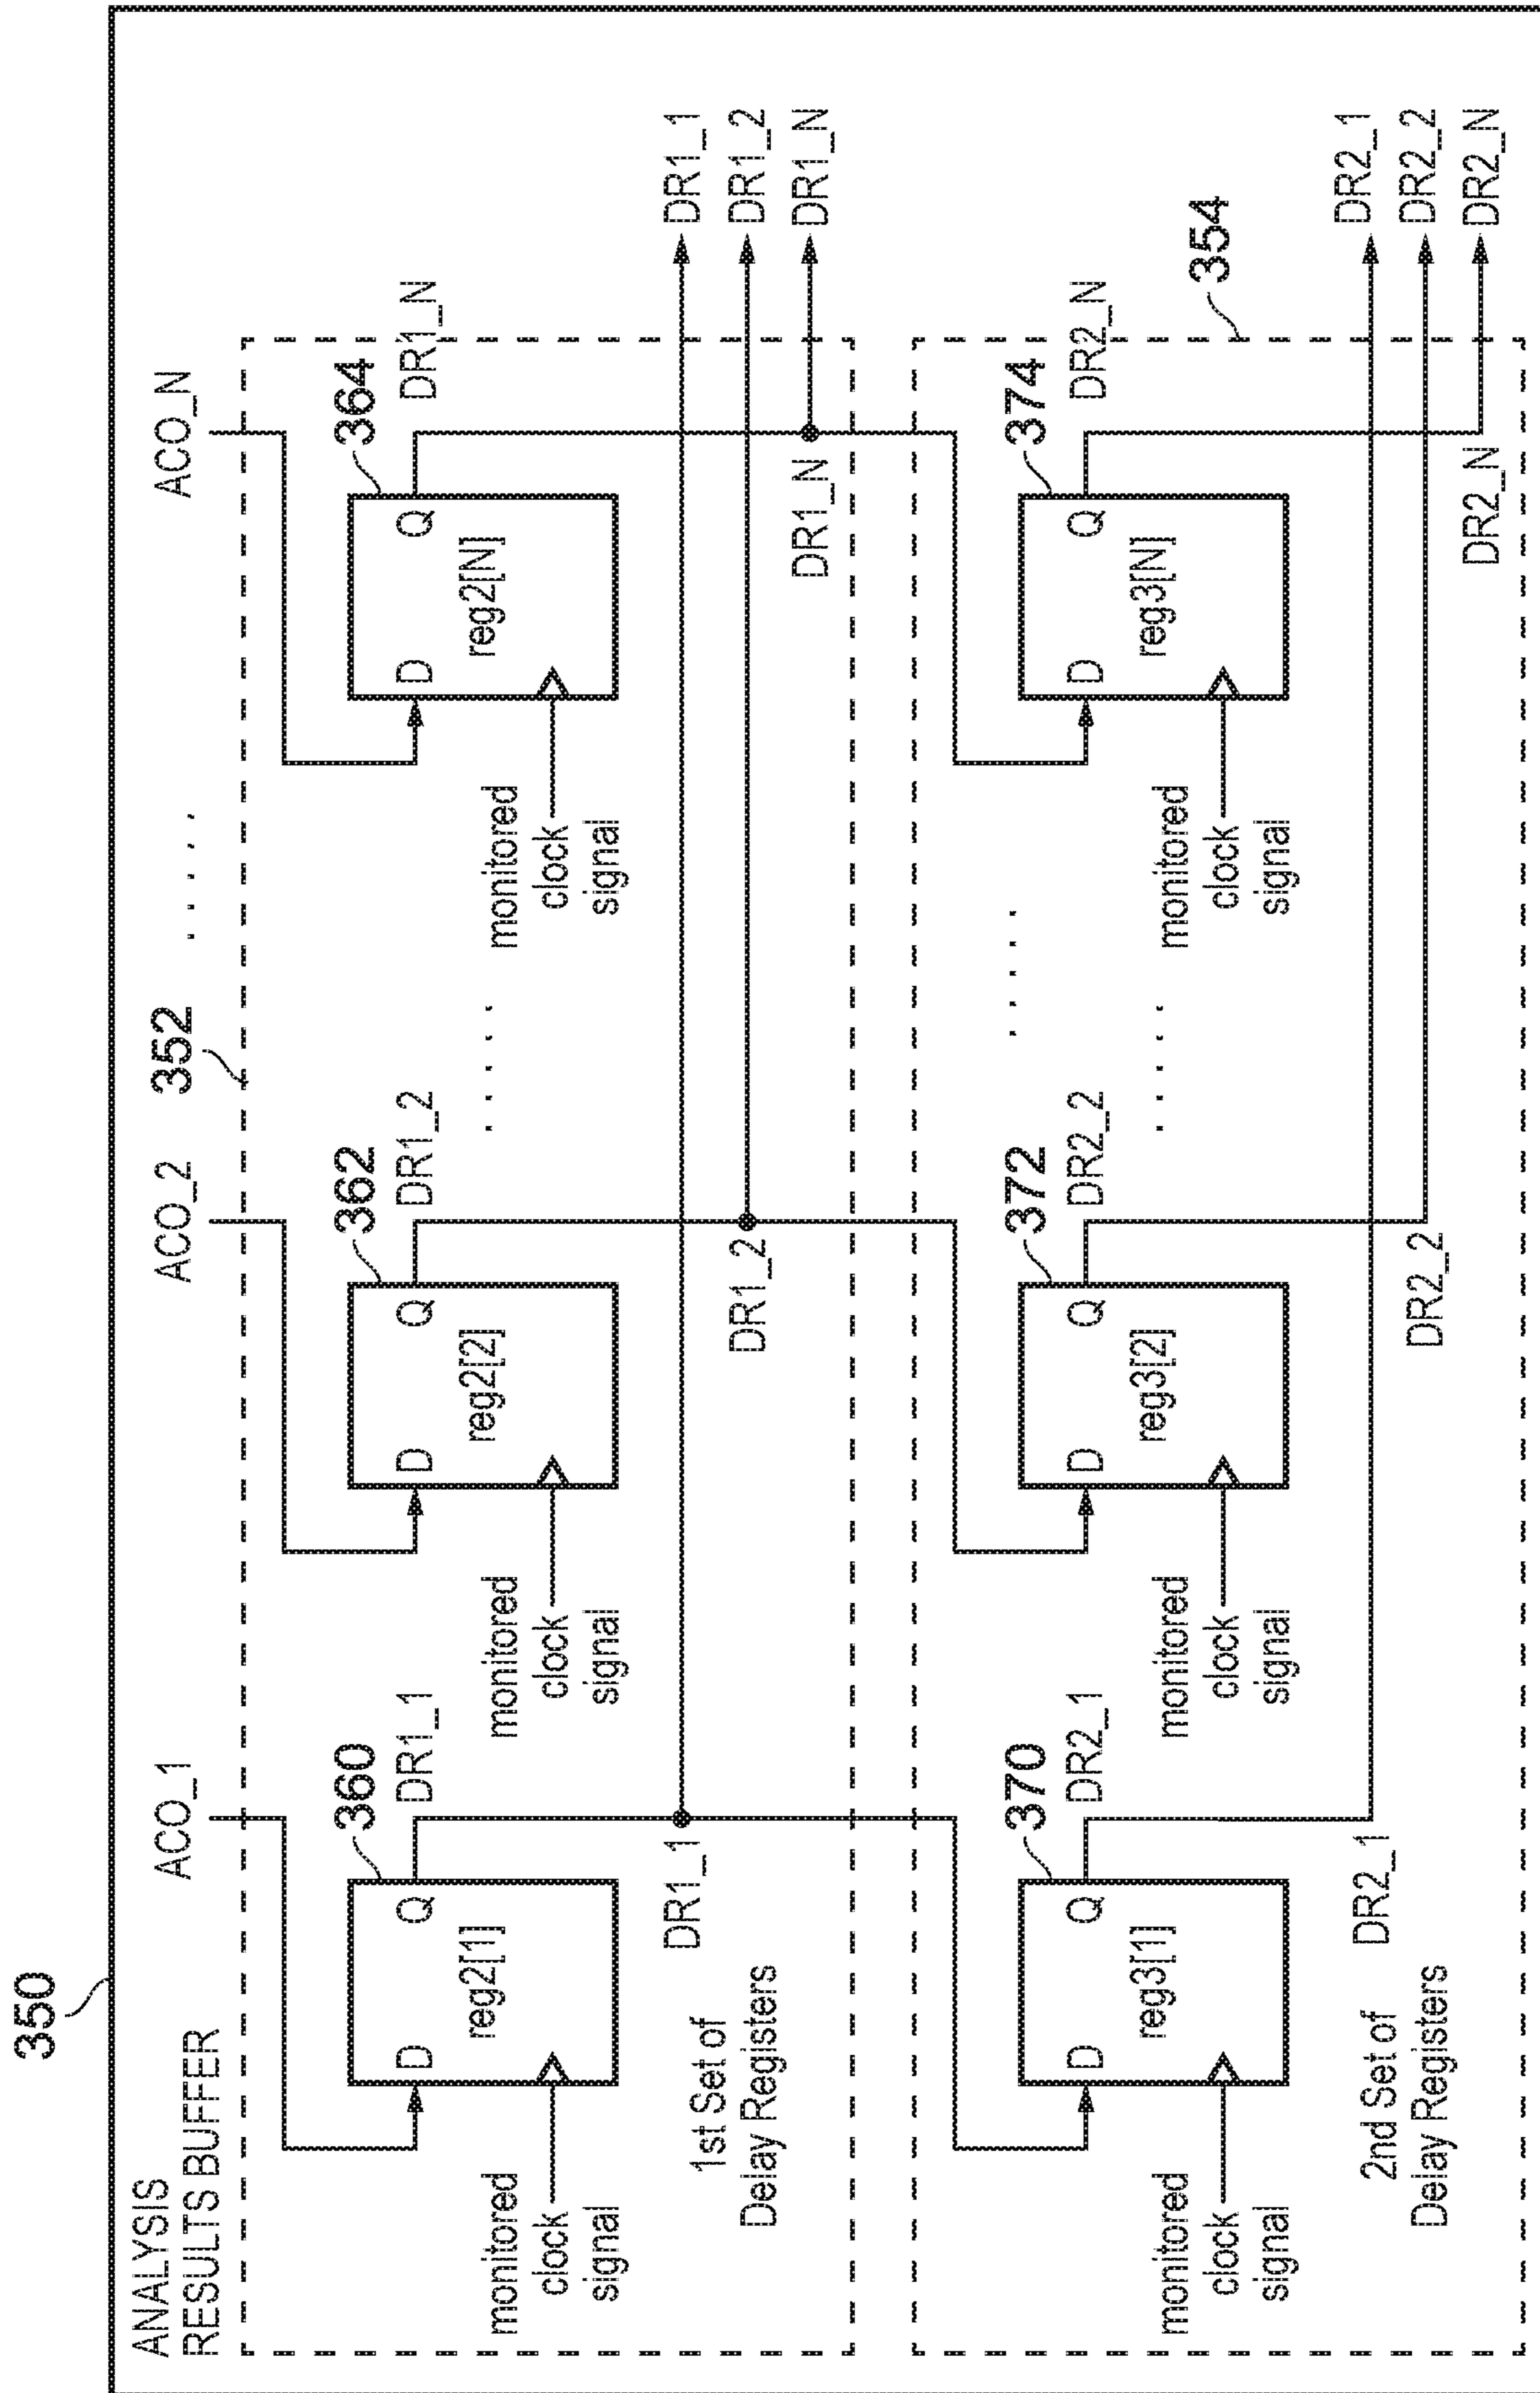 350
ANALYSIS
RESULTS BUFFER
ACO_1
ACO_2
352
. . . . .
ACO_N
360
362
364
DR1_1
DR1_2
DR1_N
D
Q
reg2[1]
monitored
clock
signal
D
Q
reg2[2]
monitored
clock
signal
. . . . .
D
Q
reg2[N]
monitored
clock
signal
1st Set of
Delay Registers
DR1_1
DR1_1
DR1_2
DR1_2
DR1_N
DR1_N
354
370
372
. . . . .
374
DR2_1
DR2_2
DR2_N
D
Q
reg3[1]
monitored
clock
signal
D
Q
reg3[2]
monitored
clock
signal
. . . . .
D
Q
reg3[N]
monitored
clock
signal
2nd Set of
Delay Registers
DR2_1
DR2_1
DR2_2
DR2_2
DR2_N
DR2_N